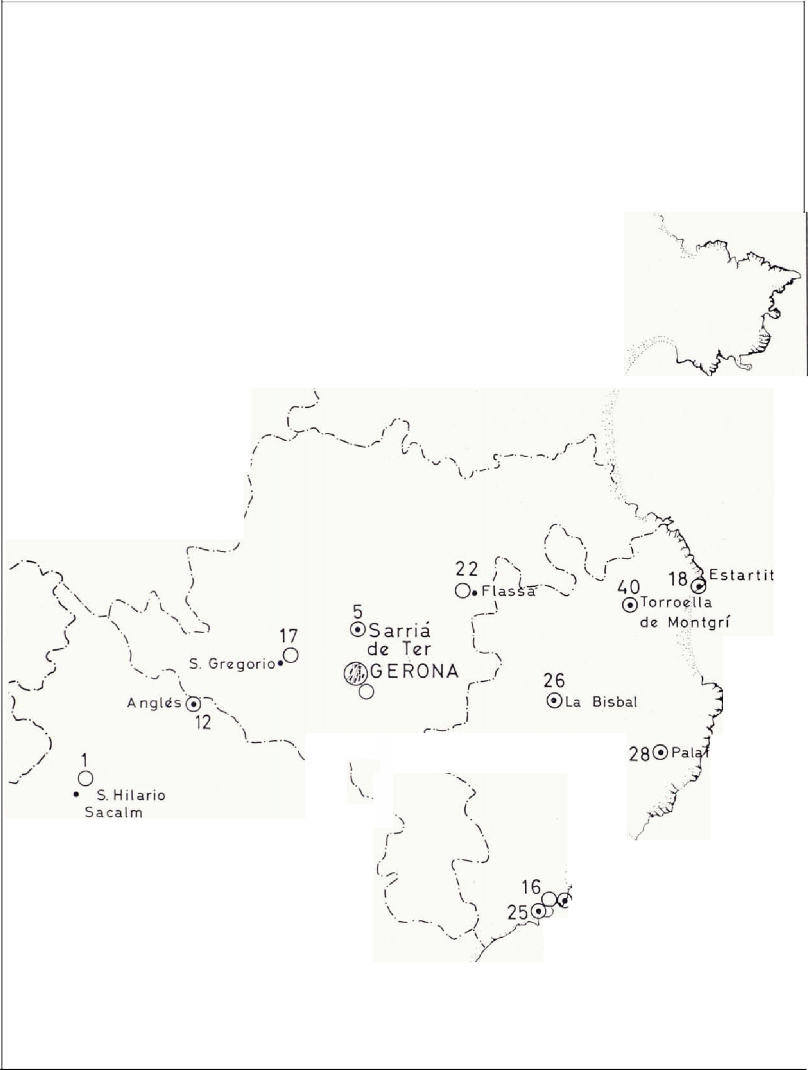 22
Flassá
18
Estartit
40
Torroella
de Montgrí
5
Sarriá
de Ter
17
S. Gregorio
GERONA
Anglés
12
26
La Bisbal
28
Palaf
1
S. Hilario
Sacalm
16
25